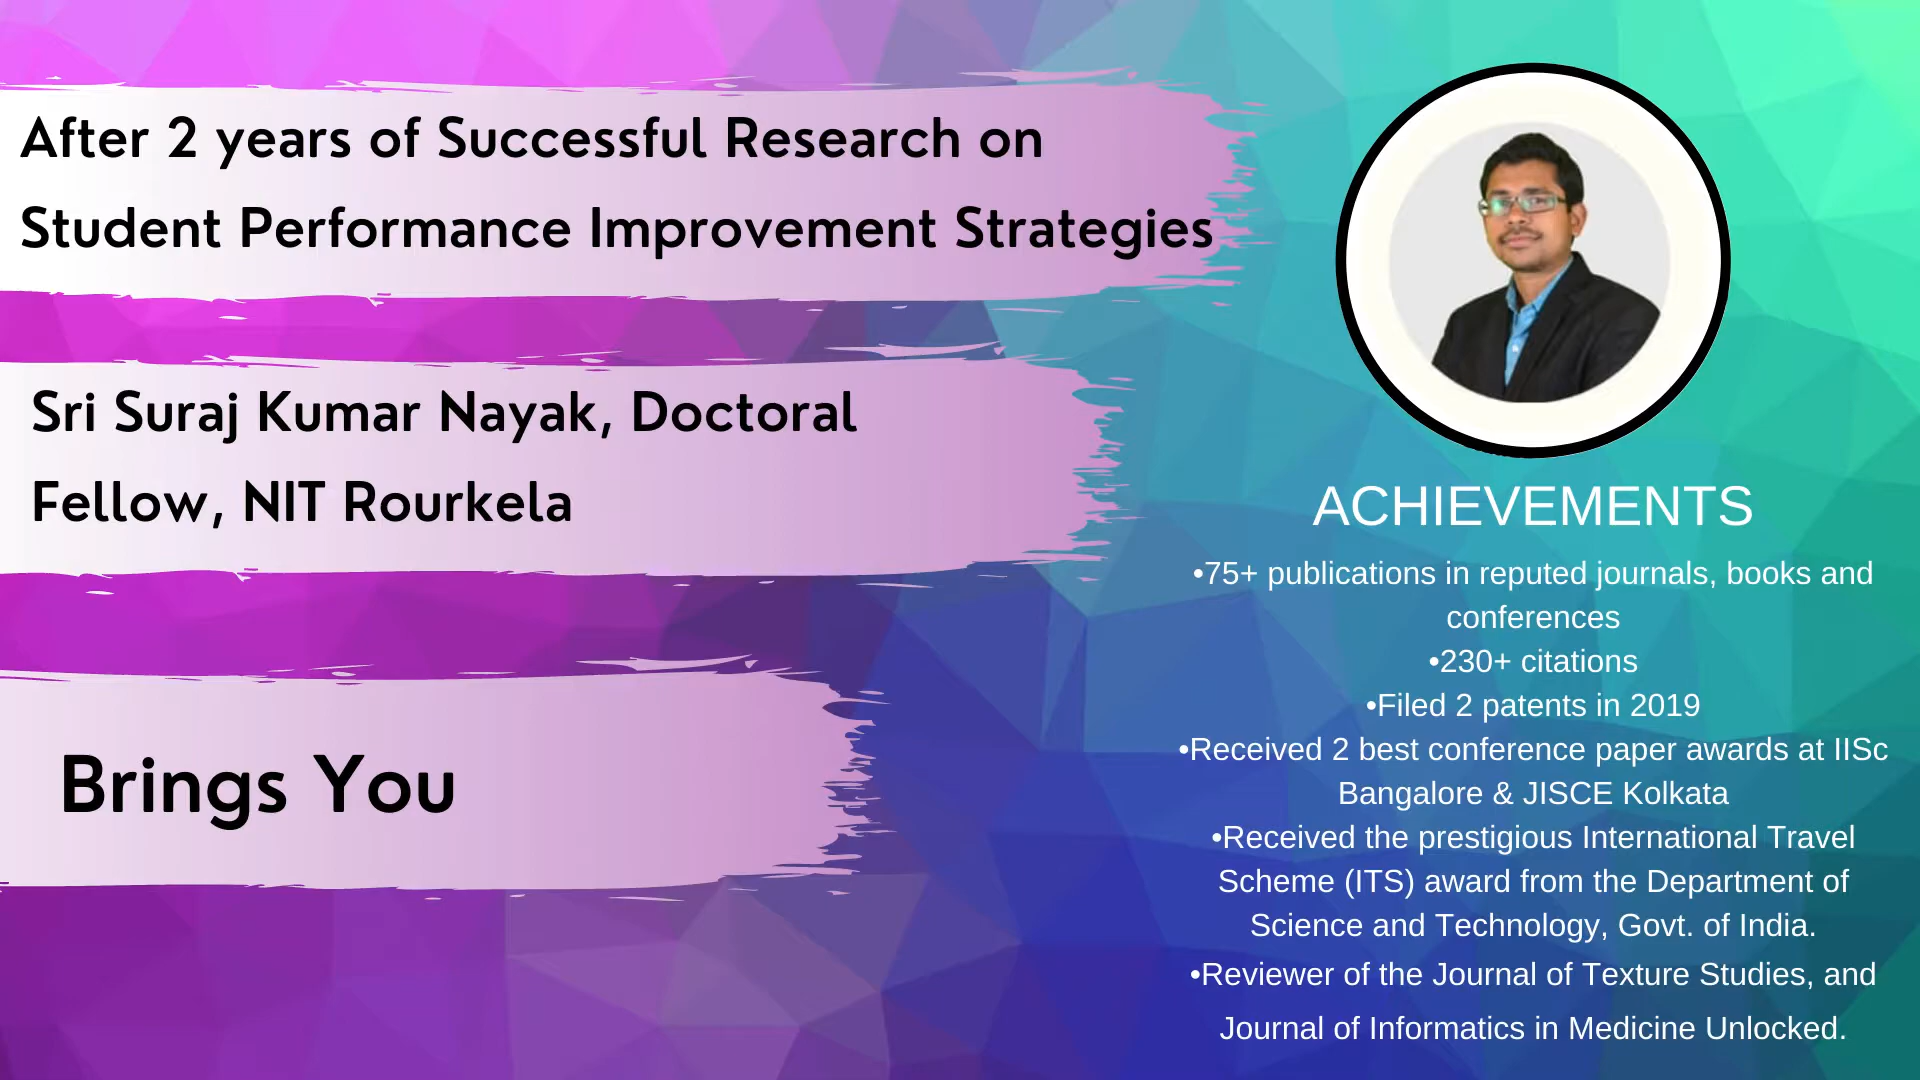 After 2 years of Successful Research on
Student Performance Improvement Strategies
Sri Suraj Kumar Nayak, Doctoral
Fellow, NIT Rourkela
Brings You
ACHIEVEMENTS
•75+ publications in reputed journals, books and
conferences
•230+ citations
•Filed 2 patents in 2019
•Received 2 best conference paper awards at IISc
Bangalore & JISCE Kolkata
•Received the prestigious International Travel
Scheme (ITS) award from the Department of
Science and Technology, Govt. of India.
•Reviewer of the Journal of Texture Studies, and
Journal of Informatics in Medicine Unlocked.